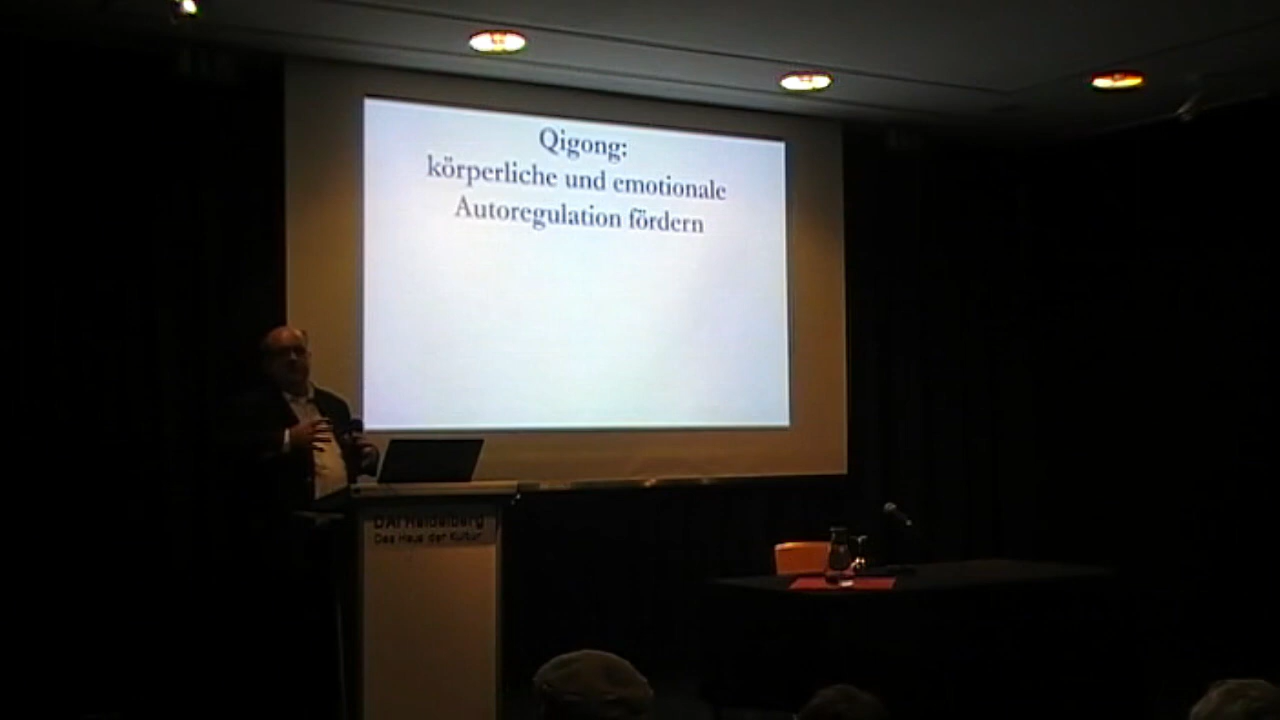 Qigong:
körperliche und emotionale
Autoregulation fördern
DAI Heidelberg
Das Haus der Kultur